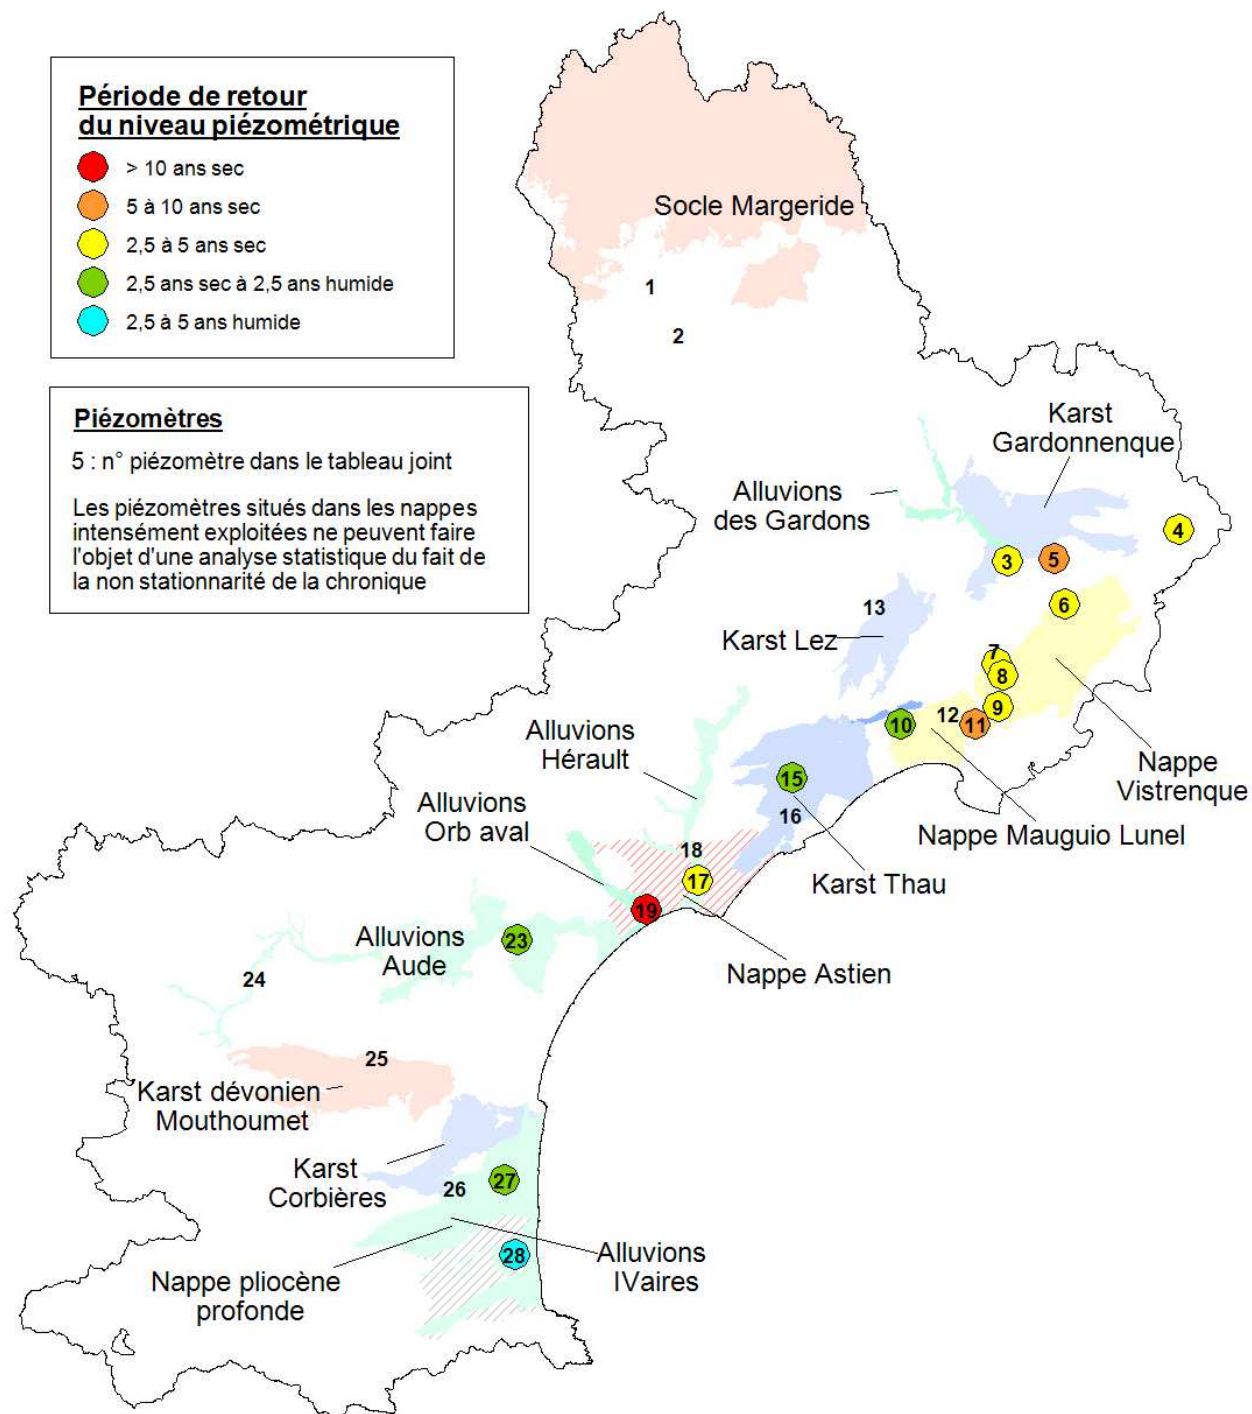 Période de retour
du niveau piézométrique
> 10 ans sec
5 à 10 ans sec
2,5 à 5 ans sec
2,5 ans sec à 2,5 ans humide
2,5 à 5 ans humide
Piézomètres
5 : n° piézomètre dans le tableau joint
Les piézomètres situés dans les nappes
intensément exploitées ne peuvent faire
l'objet d'une analyse statistique du fait de
la non stationnarité de la chronique
Socle Margeride
1
2
Karst
Gardonnenque
Alluvions
des Gardons
4
3
5
6
13
Karst Lez
7
8
9
10
12
11
Nappe
Vistrenque
Alluvions
Hérault
15
16
Nappe Mauguio Lunel
Alluvions
Orb aval
18
17
Karst Thau
19
23
Alluvions
Aude
Nappe Astien
24
25
Karst dévonien
Mouthoumet
Karst
Corbières
26
27
28
Alluvions
IVaires
Nappe pliocène
profonde